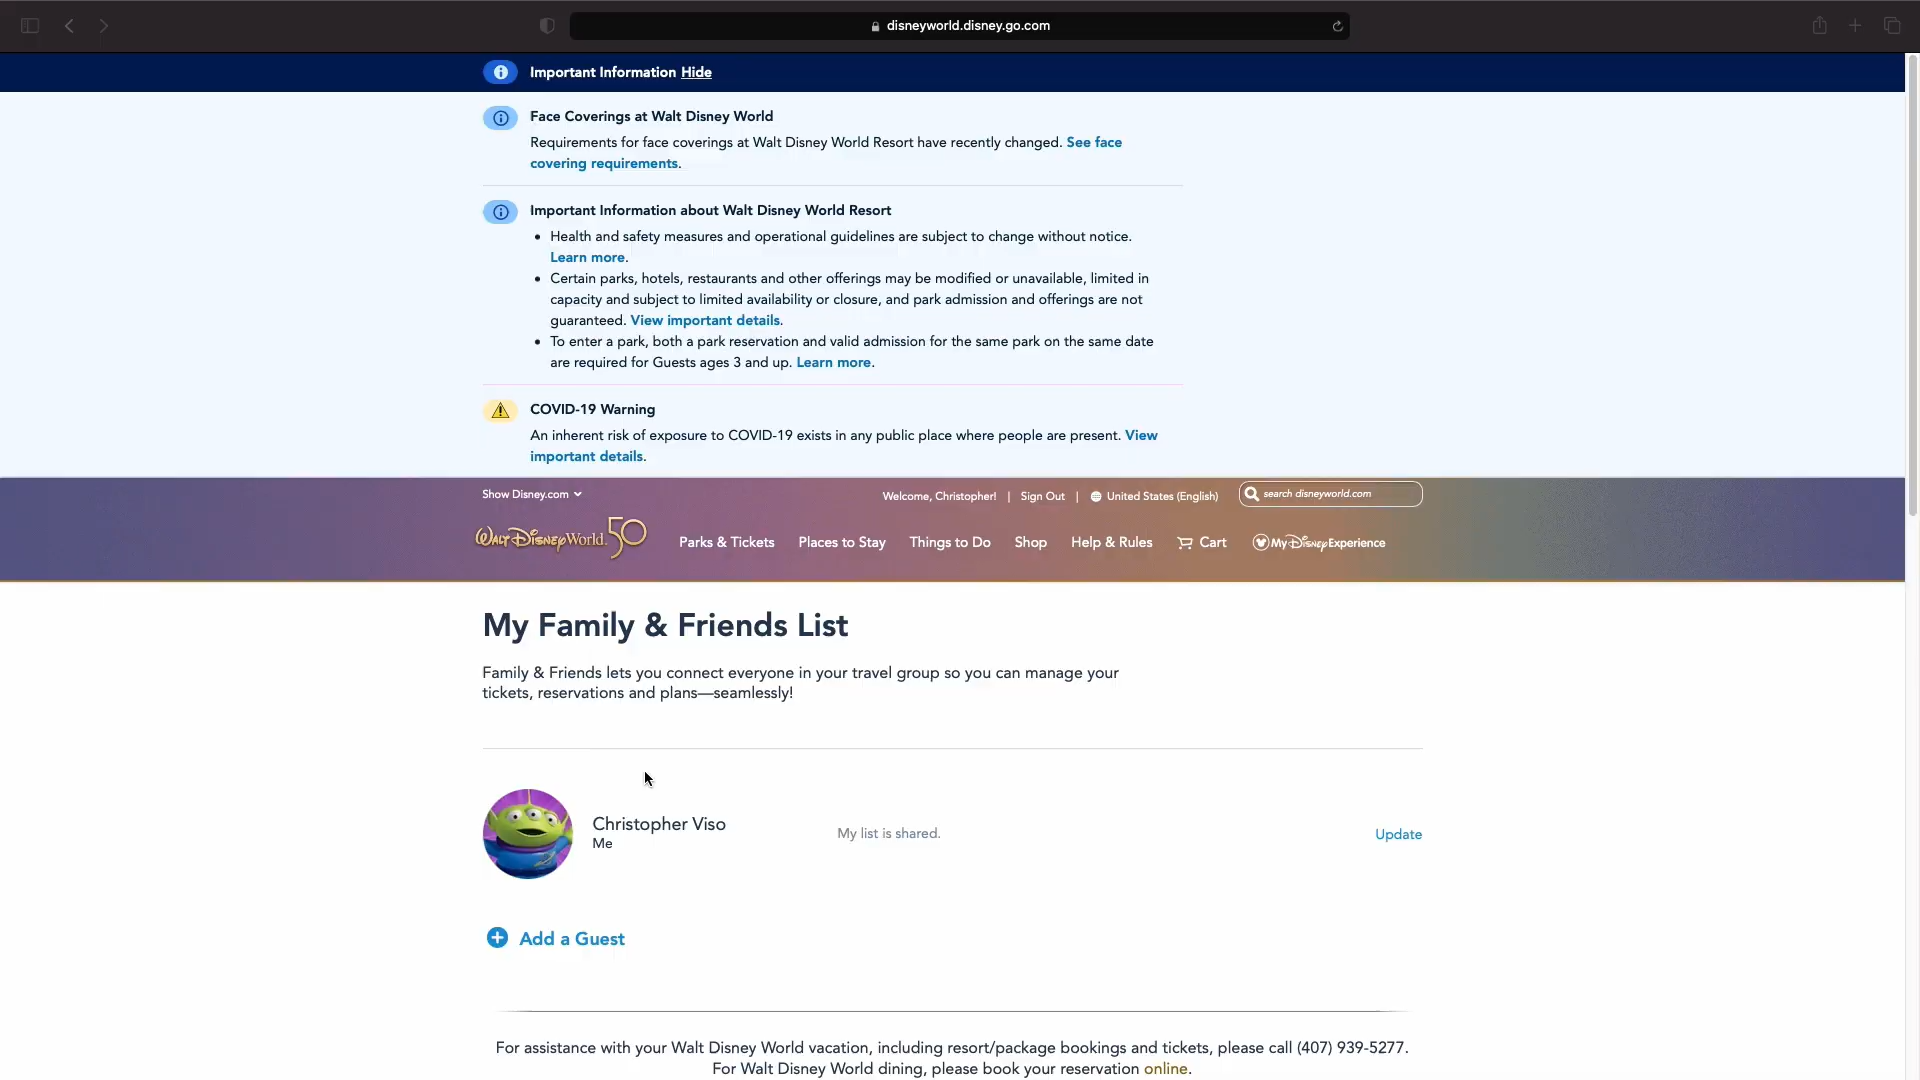 disneyworld.disney.go.com
Important Information Hide
Face Coverings at Walt Disney World
Requirements for face coverings at Walt Disney World Resort have recently changed. See face
covering requirements.
Important Information about Walt Disney World Resort
• Health and safety measures and operational guidelines are subject to change without notice.
Learn more.
• Certain parks, hotels, restaurants and other offerings may be modified or unavailable, limited in
capacity and subject to limited availability or closure, and park admission and offerings are not
guaranteed. View important details.
• To enter a park, both a park reservation and valid admission for the same park on the same date
are required for Guests ages 3 and up. Learn more.
COVID-19 Warning
An inherent risk of exposure to COVID-19 exists in any public place where people are present. View
important details.
Show Disney.com
Welcome, Christopher! | Sign Out | United States (English)
search disneyworld.com
Walt Disney World. 50
Parks & Tickets Places to Stay Things to Do Shop Help & Rules Cart My Disney Experience
My Family & Friends List
Family & Friends lets you connect everyone in your travel group so you can manage your
tickets, reservations and plans—seamlessly!
Christopher Viso
Me
My list is shared.
Update
Add a Guest
For assistance with your Walt Disney World vacation, including resort/package bookings and tickets, please call (407) 939-5277.
For Walt Disney World dining, please book your reservation online.